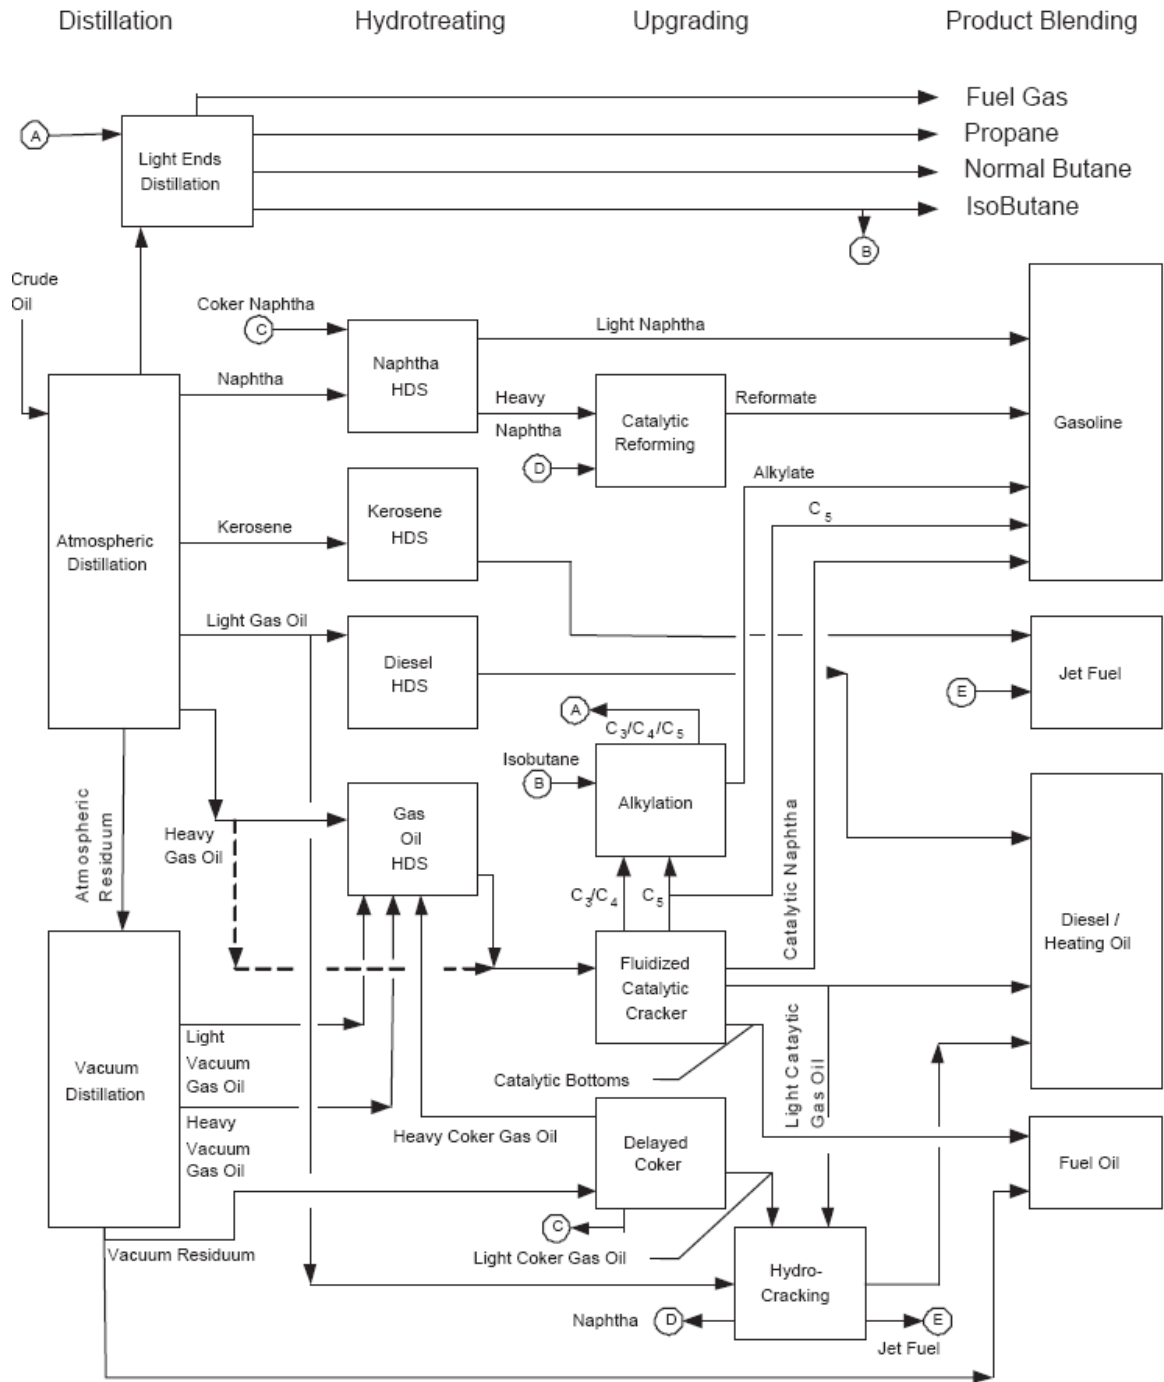 Distillation
Hydrotreating
Upgrading
Product Blending
Fuel Gas
A
Propane
Light Ends
Distillation
Normal Butane
IsoButane
B
Crude
Oil
Coker Naphtha
C
Light Naphtha
Naphtha
HDS
Naphtha
Heavy
Naphtha
Reformate
Catalytic
Reforming
Gasoline
D
Alkylate
C5
Kerosene
HDS
Kerosene
Atmospheric
Distillation
Light Gas Oil
Diesel
HDS
Jet Fuel
E
A
C3/C4/C5
Isobutane
B
Alkylation
Gas
Oil
HDS
Heavy
Gas Oil
Atmospheric
Residuum
C3/C4
C5
Catalytic Naphtha
Diesel /
Heating Oil
Fluidized
Catalytic
Cracker
Light
Vacuum
Gas Oil
Vacuum
Distillation
Catalytic Bottoms
Light Cataytic
Gas Oil
Heavy
Vacuum
Gas Oil
Heavy Coker Gas Oil
Delayed
Coker
Fuel Oil
C
Vacuum Residuum
Light Coker Gas Oil
Hydro-
Cracking
Naphtha
D
E
Jet Fuel